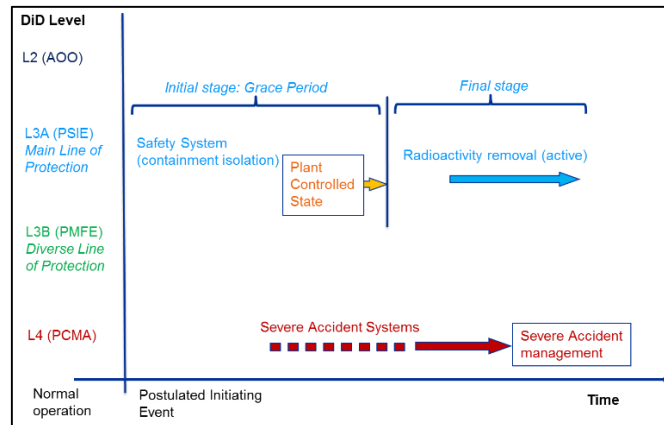 DiD Level
L2 (AOO)
Initial stage: Grace Period
Final stage
L3A (PSIE)
Main Line of
Protection
Safety System
(containment isolation)
Plant
Controlled
State
Radioactivity removal (active)
L3B (PMFE)
Diverse Line
of Protection
L4 (PCMA)
Severe Accident Systems
Severe Accident
management
Normal
operation
Postulated Initiating
Event
Time